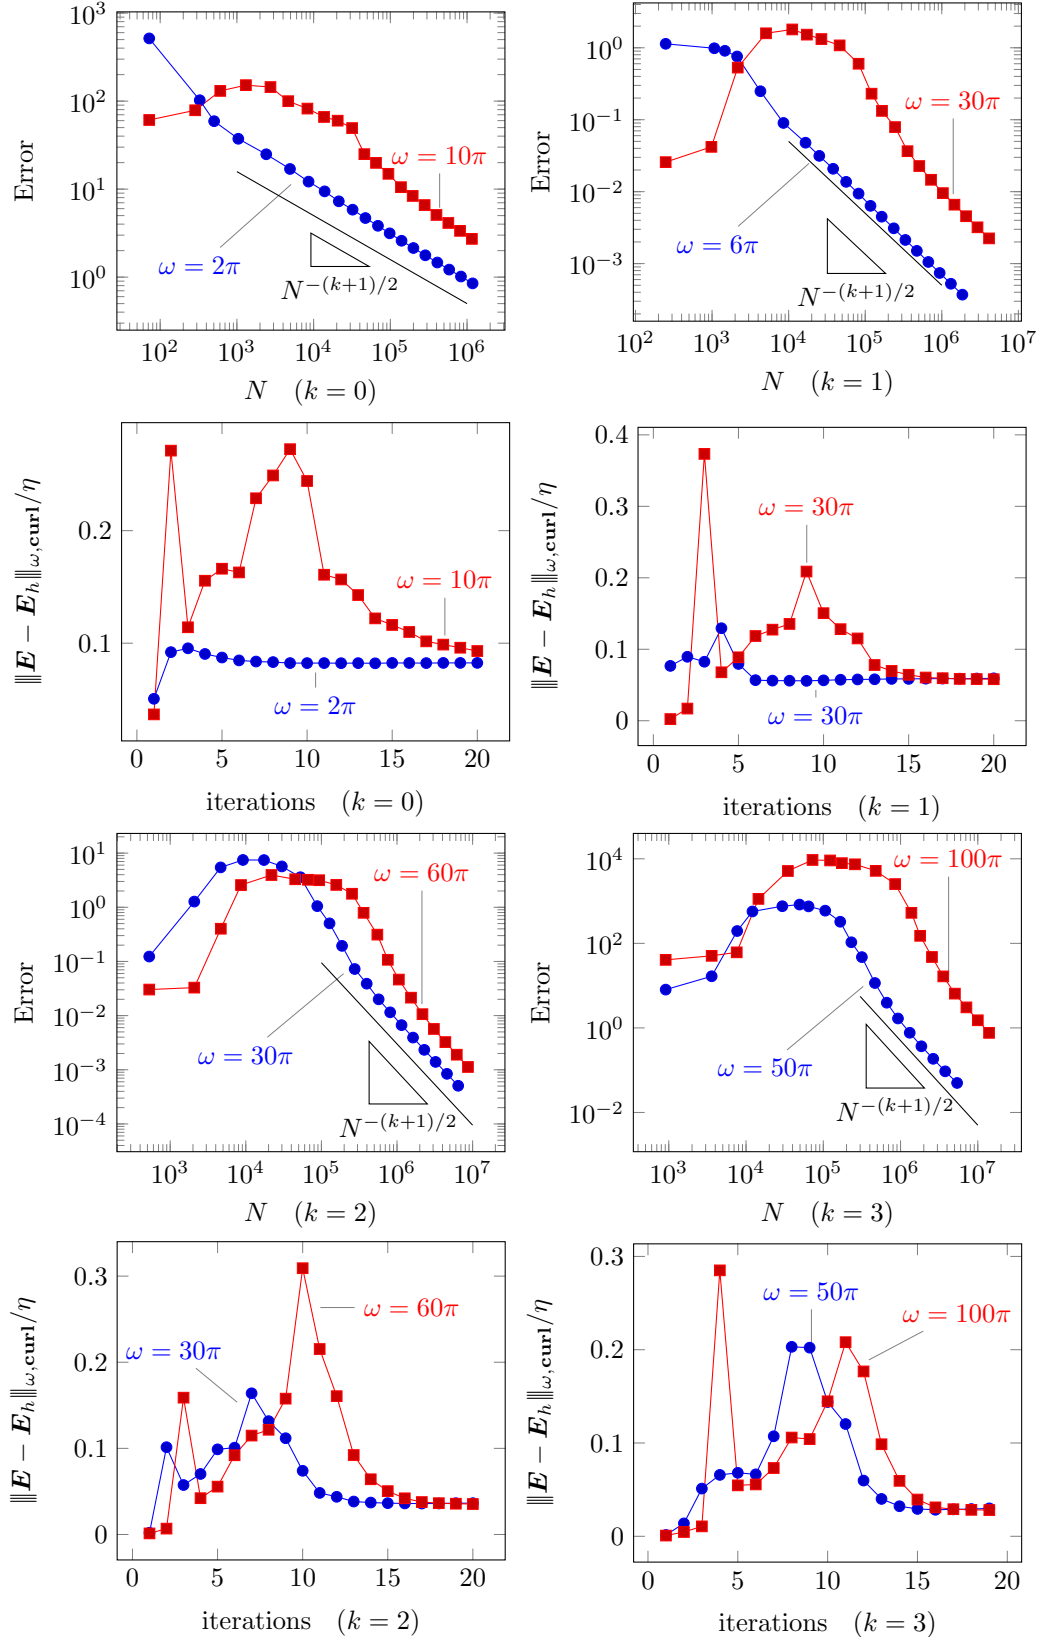 10^3
10^2
10^1
10^0
Error
ω = 10π
ω = 2π
N^{-(k+1)/2}
10^2 10^3 10^4 10^5 10^6
N (k = 0)
10^0
10^{-1}
10^{-2}
10^{-3}
Error
ω = 30π
ω = 6π
N^{-(k+1)/2}
10^2 10^3 10^4 10^5 10^6 10^7
N (k = 1)
0.2
0.1
|||E − E_h|||_{ω,curl}/η
ω = 10π
ω = 2π
0 5 10 15 20
iterations (k = 0)
0.4
0.3
0.2
0.1
0
|||E − E_h|||_{ω,curl}/η
ω = 30π
ω = 30π
0 5 10 15 20
iterations (k = 1)
10^1
10^0
10^{-1}
10^{-2}
10^{-3}
10^{-4}
Error
ω = 60π
ω = 30π
N^{-(k+1)/2}
10^3 10^4 10^5 10^6 10^7
N (k = 2)
10^4
10^2
10^0
10^{-2}
Error
ω = 100π
ω = 50π
N^{-(k+1)/2}
10^3 10^4 10^5 10^6 10^7
N (k = 3)
0.3
0.2
0.1
0
|||E − E_h|||_{ω,curl}/η
ω = 60π
ω = 30π
0 5 10 15 20
iterations (k = 2)
0.3
0.2
0.1
0
|||E − E_h|||_{ω,curl}/η
ω = 50π
ω = 100π
0 5 10 15 20
iterations (k = 3)